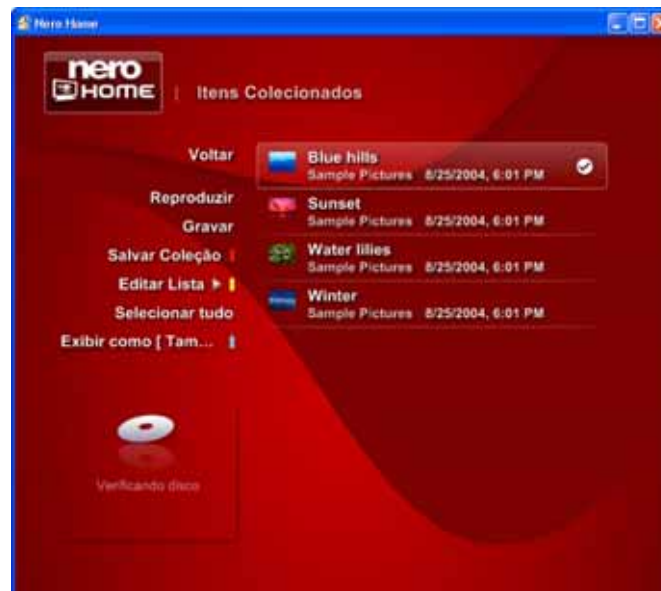 Nero Home
nero
HOME
Itens Colecionados
Voltar
Reproduzir
Gravar
Salvar Coleção
Editar Lista
Selecionar tudo
Exibir como [ Tam...
Blue hills
Sample Pictures 8/25/2004, 6:01 PM
Sunset
Sample Pictures 8/25/2004, 6:01 PM
Water lilies
Sample Pictures 8/25/2004, 6:01 PM
Winter
Sample Pictures 8/25/2004, 6:01 PM
Verificando disco